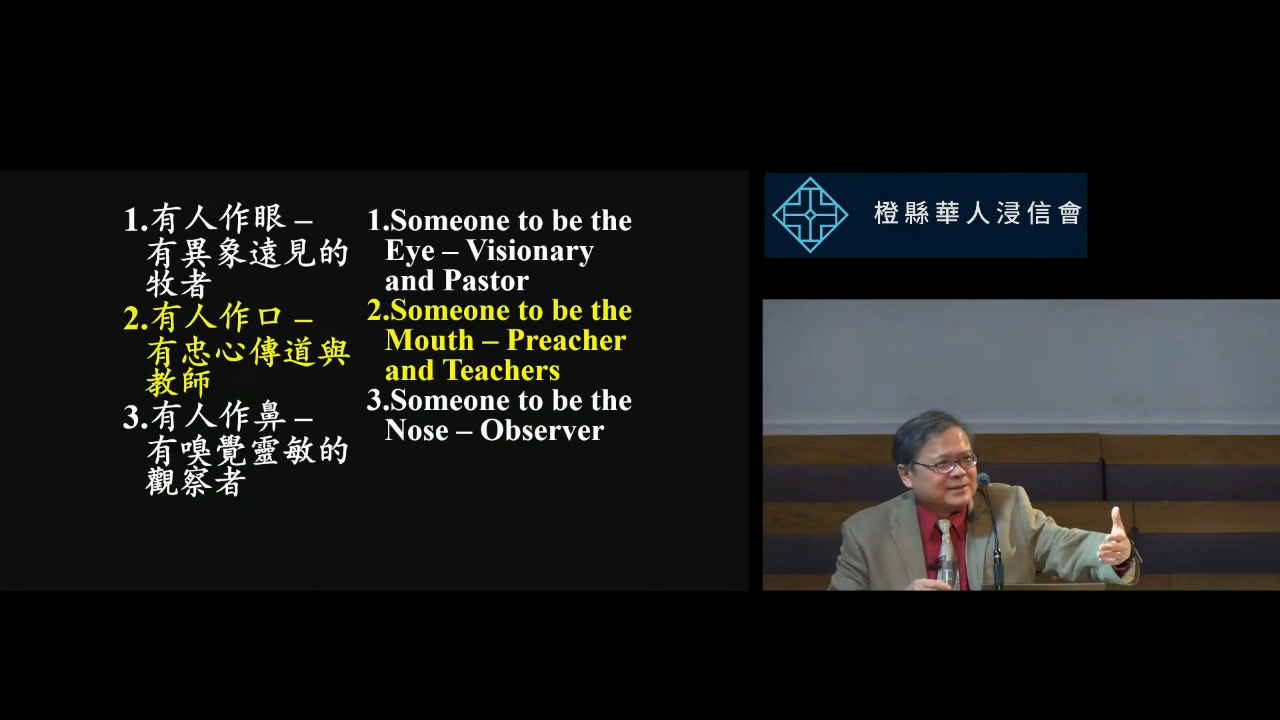 1.有人作眼 –
有異象遠見的
牧者
2.有人作口 –
有忠心傳道與
教師
3.有人作鼻 –
有嗅覺靈敏的
觀察者
1.Someone to be the
Eye – Visionary
and Pastor
2.Someone to be the
Mouth – Preacher
and Teachers
3.Someone to be the
Nose – Observer
橙縣華人浸信會